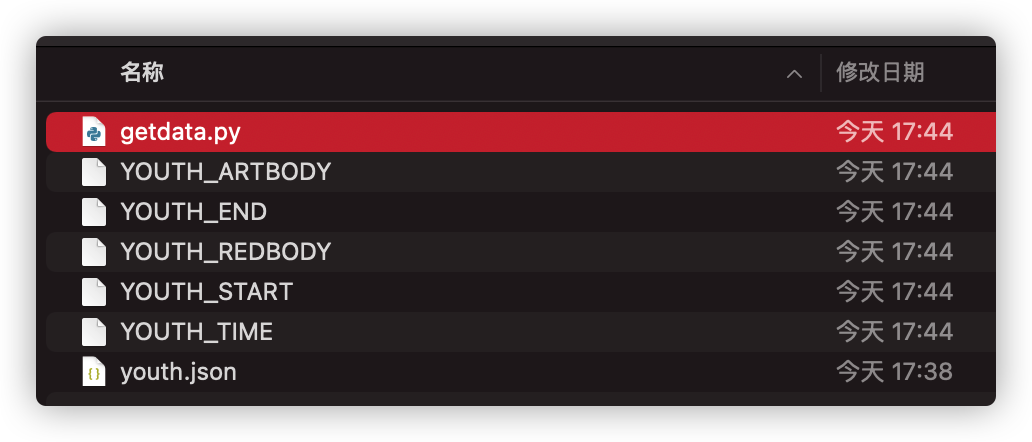 名称 修改日期
getdata.py 今天 17:44
YOUTH_ARTBODY 今天 17:44
YOUTH_END 今天 17:44
YOUTH_REDBODY 今天 17:44
YOUTH_START 今天 17:44
YOUTH_TIME 今天 17:44
youth.json 今天 17:38